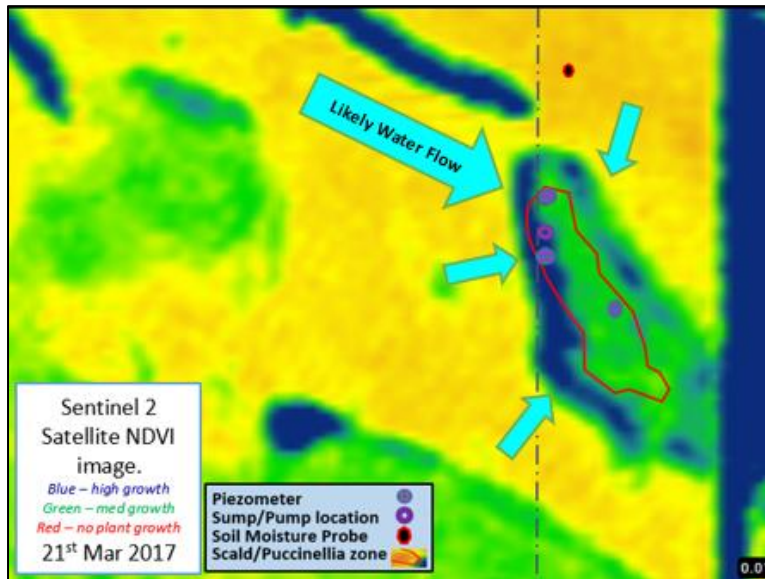 Likely Water Flow
Sentinel 2
Satellite NDVI
image.
Blue – high growth
Green – med growth
Red – no plant growth
21st Mar 2017
Piezometer
Sump/Pump location
Soil Moisture Probe
Scald/Puccinellia zone